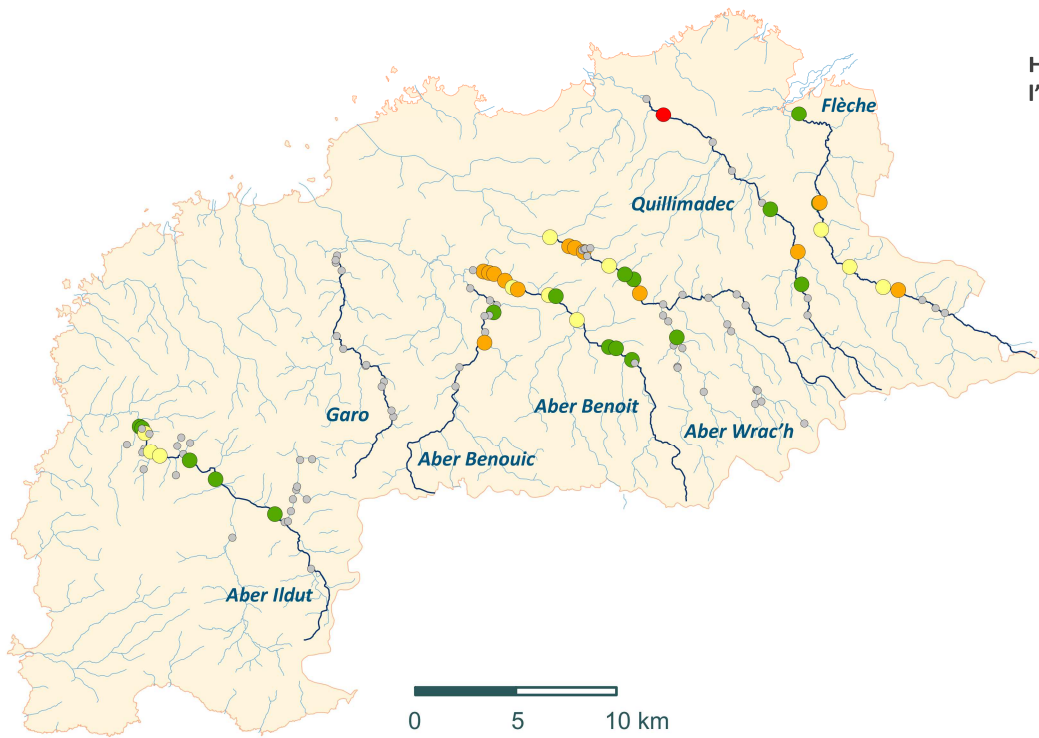 H
l’
Flèche
Quillimadec
Garo
Aber Benoit
Aber Wrac’h
Aber Benouic
Aber Ildut
0 5 10 km